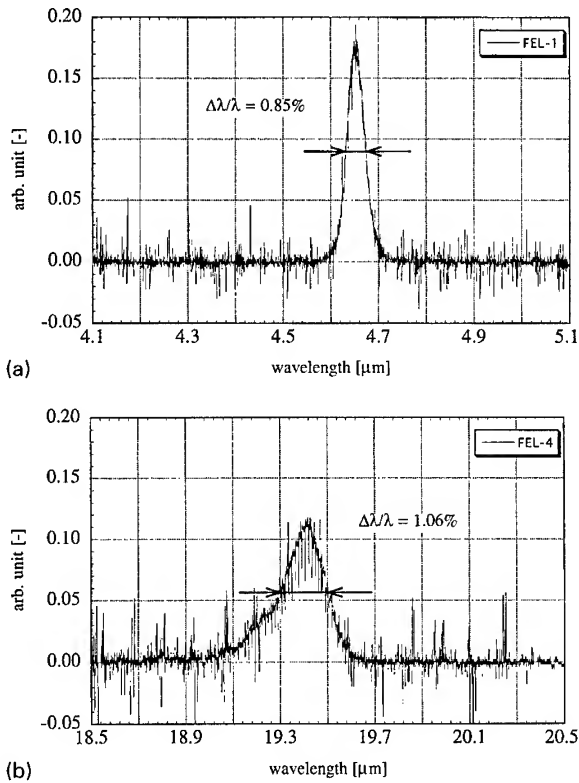 0.20
FEL-1
0.15
Δλ/λ = 0.85%
0.10
arb. unit [-]
0.05
0.00
-0.05
4.1 4.3 4.5 4.7 4.9 5.1
(a)
wavelength [μm]
0.20
FEL-4
0.15
Δλ/λ = 1.06%
0.10
arb. unit [-]
0.05
0.00
-0.05
18.5 18.9 19.3 19.7 20.1 20.5
(b)
wavelength [μm]